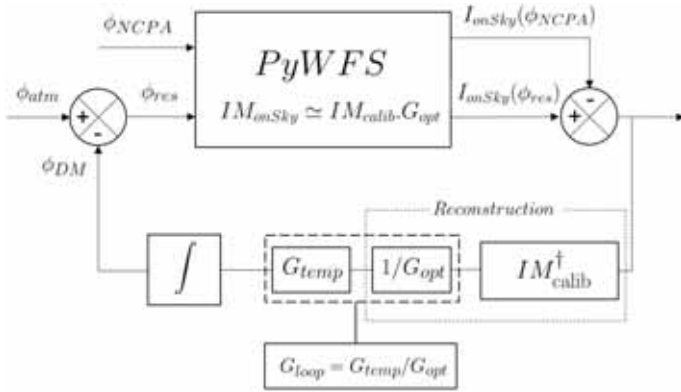 ϕ_NCPA
I_onSky(ϕ_NCPA)
PyWFS
IM_onSky ≃ IM_calib.G_opt
ϕ_atm
ϕ_res
I_onSky(ϕ_res)
+
-
-
+
ϕ_DM
Reconstruction
∫
G_temp
1/G_opt
IM†_calib
G_loop = G_temp/G_opt